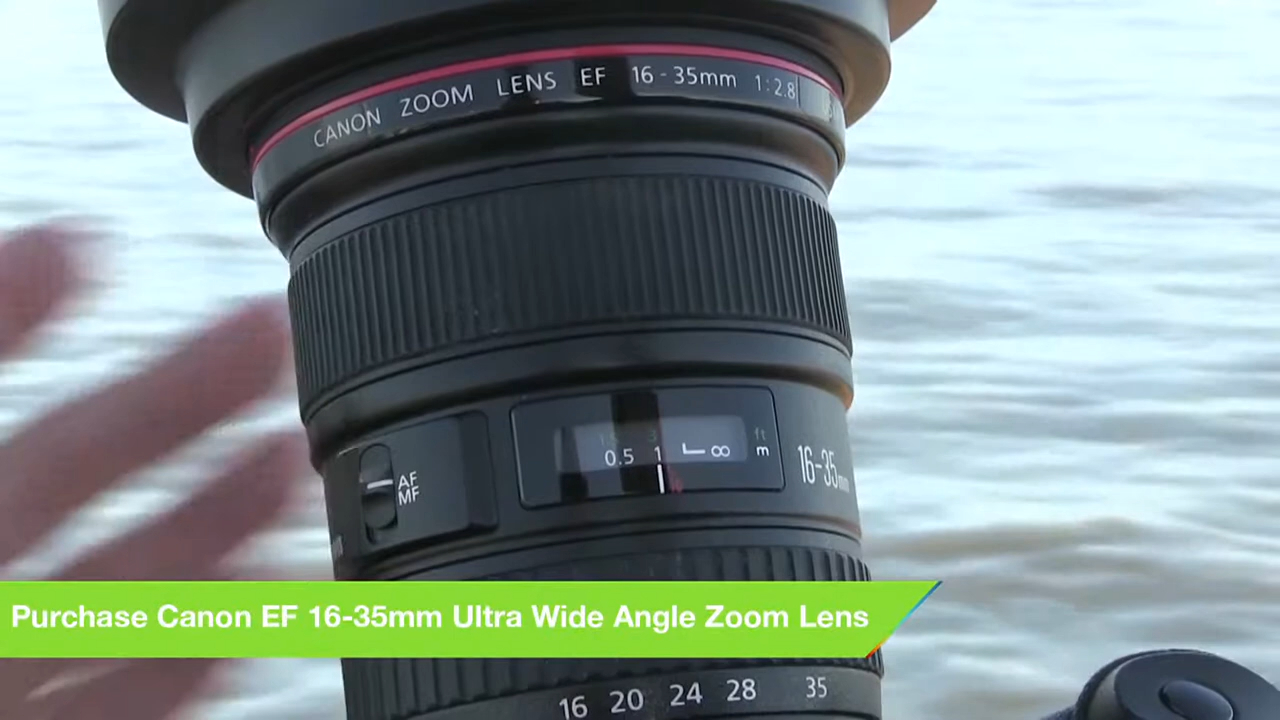 CANON ZOOM LENS EF 16-35mm 1:2.8
ft
0.5 1 ∞ m
16-35mm
AF
MF
Purchase Canon EF 16-35mm Ultra Wide Angle Zoom Lens
16 20 24 28 35